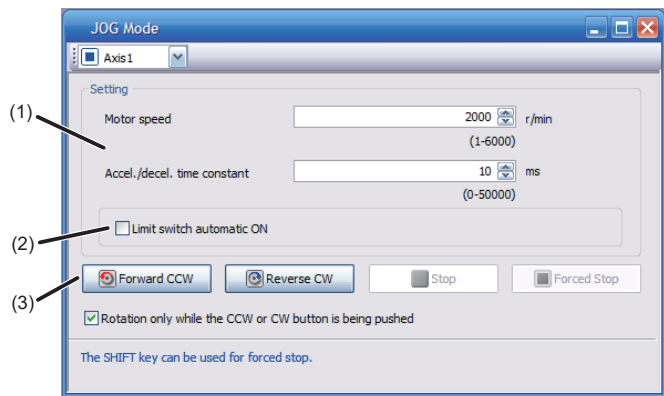 JOG Mode
Axis1
Setting
(1)
Motor speed 2000 r/min
(1-6000)
Accel./decel. time constant 10 ms
(0-50000)
(2)
Limit switch automatic ON
(3)
Forward CCW Reverse CW Stop Forced Stop
Rotation only while the CCW or CW button is being pushed
The SHIFT key can be used for forced stop.